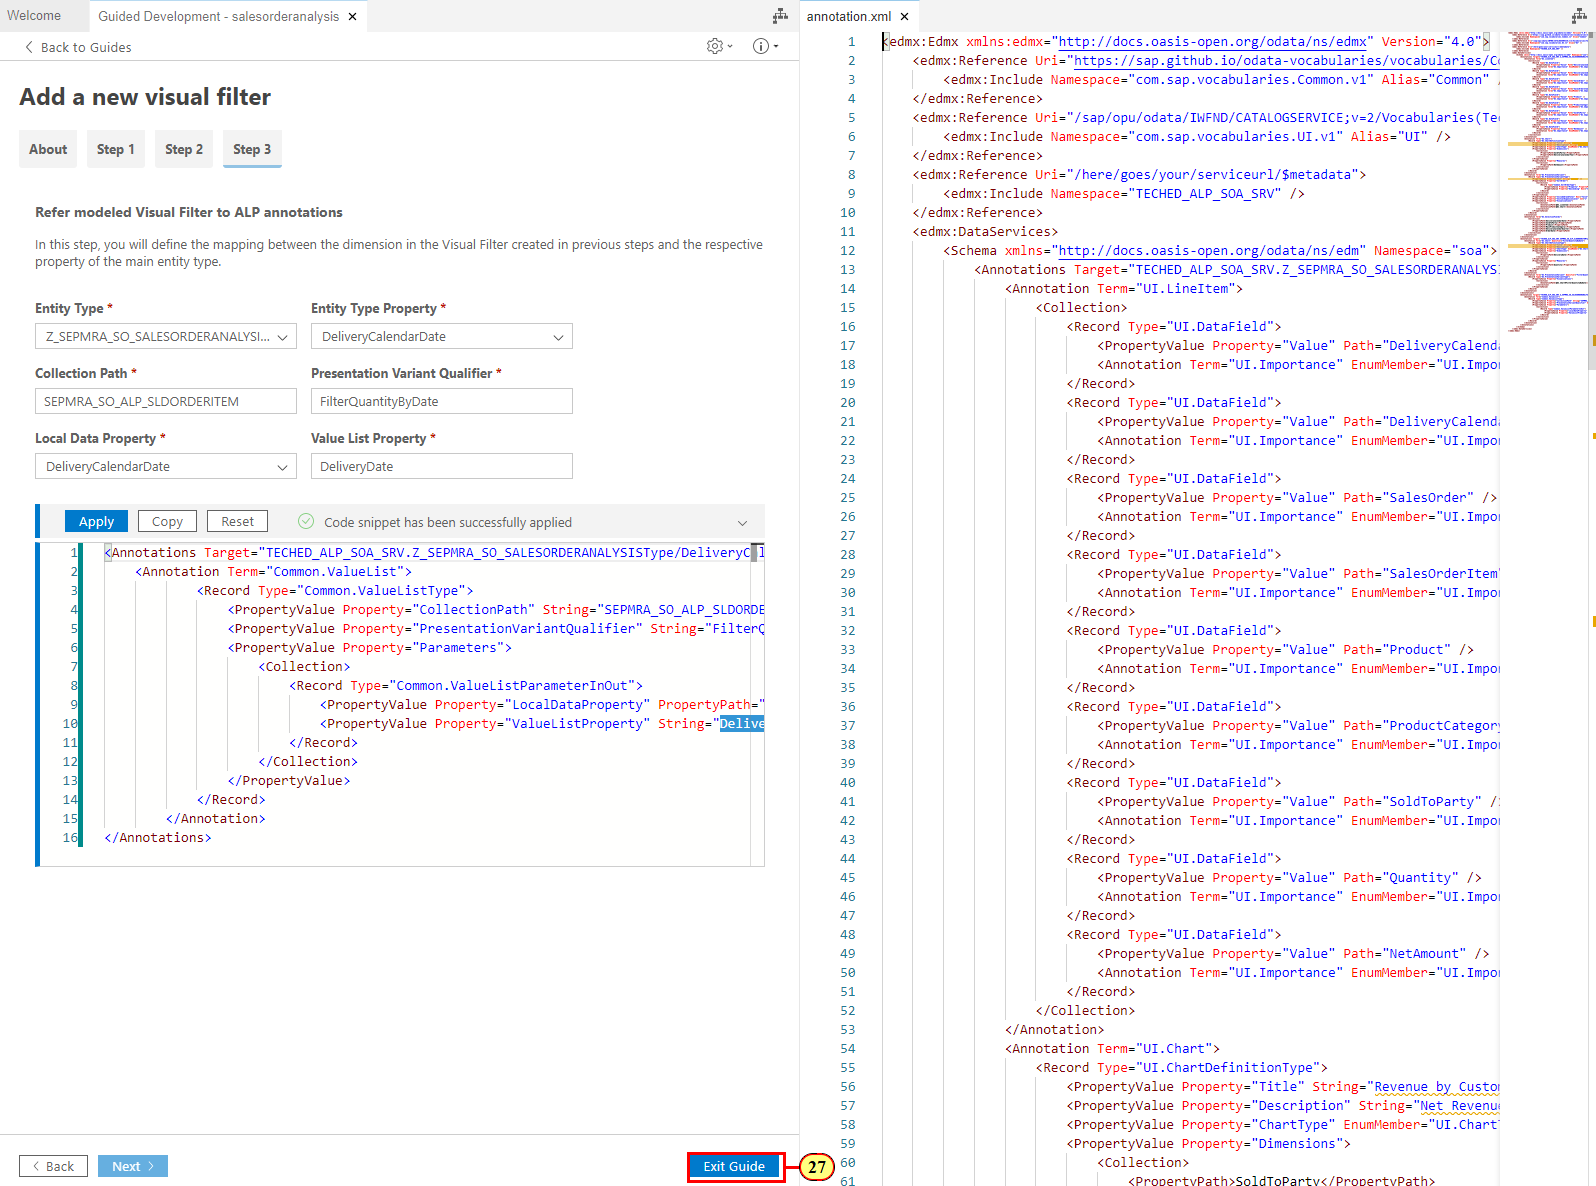 Welcome
Guided Development - salesorderanalysis ×
Back to Guides
Add a new visual filter
About
Step 1
Step 2
Step 3
Refer modeled Visual Filter to ALP annotations
In this step, you will define the mapping between the dimension in the Visual Filter created in previous steps and the respective
property of the main entity type.
Entity Type *
Entity Type Property *
Z_SEPMRA_SO_SALESORDERANALYSI...
DeliveryCalendarDate
Collection Path *
Presentation Variant Qualifier *
SEPMRA_SO_ALP_SLDORDERITEM
FilterQuantityByDate
Local Data Property *
Value List Property *
DeliveryCalendarDate
DeliveryDate
Apply
Copy
Reset
Code snippet has been successfully applied
1 <Annotations Target="TECHED_ALP_SOA_SRV.Z_SEPMRA_SO_SALESORDERANALYSISType/DeliveryCal
2 <Annotation Term="Common.ValueList">
3 <Record Type="Common.ValueListType">
4 <PropertyValue Property="CollectionPath" String="SEPMRA_SO_ALP_SLDORDE
5 <PropertyValue Property="PresentationVariantQualifier" String="FilterQ
6 <PropertyValue Property="Parameters">
7 <Collection>
8 <Record Type="Common.ValueListParameterInOut">
9 <PropertyValue Property="LocalDataProperty" PropertyPath="
10 <PropertyValue Property="ValueListProperty" String="Delive
11 </Record>
12 </Collection>
13 </PropertyValue>
14 </Record>
15 </Annotation>
16 </Annotations>
Back
Next
Exit Guide
27
annotation.xml ×
1 <edmx:Edmx xmlns:edmx="http://docs.oasis-open.org/odata/ns/edmx" Version="4.0">
2 <edmx:Reference Uri="https://sap.github.io/odata-vocabularies/vocabularies/Co
3 <edmx:Include Namespace="com.sap.vocabularies.Common.v1" Alias="Common" /
4 </edmx:Reference>
5 <edmx:Reference Uri="/sap/opu/odata/IWFND/CATALOGSERVICE;v=2/Vocabularies(Tec
6 <edmx:Include Namespace="com.sap.vocabularies.UI.v1" Alias="UI" />
7 </edmx:Reference>
8 <edmx:Reference Uri="/here/goes/your/serviceurl/$metadata">
9 <edmx:Include Namespace="TECHED_ALP_SOA_SRV" />
10 </edmx:Reference>
11 <edmx:DataServices>
12 <Schema xmlns="http://docs.oasis-open.org/odata/ns/edm" Namespace="soa">
13 <Annotations Target="TECHED_ALP_SOA_SRV.Z_SEPMRA_SO_SALESORDERANALYSI
14 <Annotation Term="UI.LineItem">
15 <Collection>
16 <Record Type="UI.DataField">
17 <PropertyValue Property="Value" Path="DeliveryCalenda
18 <Annotation Term="UI.Importance" EnumMember="UI.Impor
19 </Record>
20 <Record Type="UI.DataField">
21 <PropertyValue Property="Value" Path="DeliveryCalenda
22 <Annotation Term="UI.Importance" EnumMember="UI.Impor
23 </Record>
24 <Record Type="UI.DataField">
25 <PropertyValue Property="Value" Path="SalesOrder" />
26 <Annotation Term="UI.Importance" EnumMember="UI.Impor
27 </Record>
28 <Record Type="UI.DataField">
29 <PropertyValue Property="Value" Path="SalesOrderItem"
30 <Annotation Term="UI.Importance" EnumMember="UI.Impor
31 </Record>
32 <Record Type="UI.DataField">
33 <PropertyValue Property="Value" Path="Product" />
34 <Annotation Term="UI.Importance" EnumMember="UI.Impor
35 </Record>
36 <Record Type="UI.DataField">
37 <PropertyValue Property="Value" Path="ProductCategory
38 <Annotation Term="UI.Importance" EnumMember="UI.Impor
39 </Record>
40 <Record Type="UI.DataField">
41 <PropertyValue Property="Value" Path="SoldToParty" />
42 <Annotation Term="UI.Importance" EnumMember="UI.Impor
43 </Record>
44 <Record Type="UI.DataField">
45 <PropertyValue Property="Value" Path="Quantity" />
46 <Annotation Term="UI.Importance" EnumMember="UI.Impor
47 </Record>
48 <Record Type="UI.DataField">
49 <PropertyValue Property="Value" Path="NetAmount" />
50 <Annotation Term="UI.Importance" EnumMember="UI.Impor
51 </Record>
52 </Collection>
53 </Annotation>
54 <Annotation Term="UI.Chart">
55 <Record Type="UI.ChartDefinitionType">
56 <PropertyValue Property="Title" String="Revenue by Custom
57 <PropertyValue Property="Description" String="Net Revenue
58 <PropertyValue Property="ChartType" EnumMember="UI.ChartT
59 <PropertyValue Property="Dimensions">
60 <Collection>
61 <PropertyPath>SoldToParty</PropertyPath>